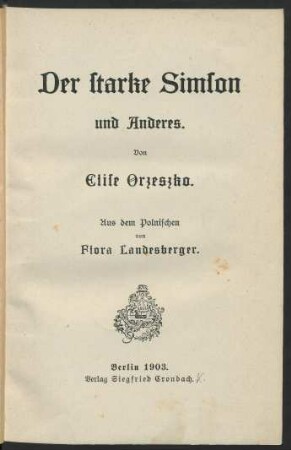 Der starke Simson
und Anderes.
Von
Elise Orzeszko.
Aus dem Polnischen
von
Flora Landesberger.
Berlin 1903.
Verlag Siegfried Cronbach.